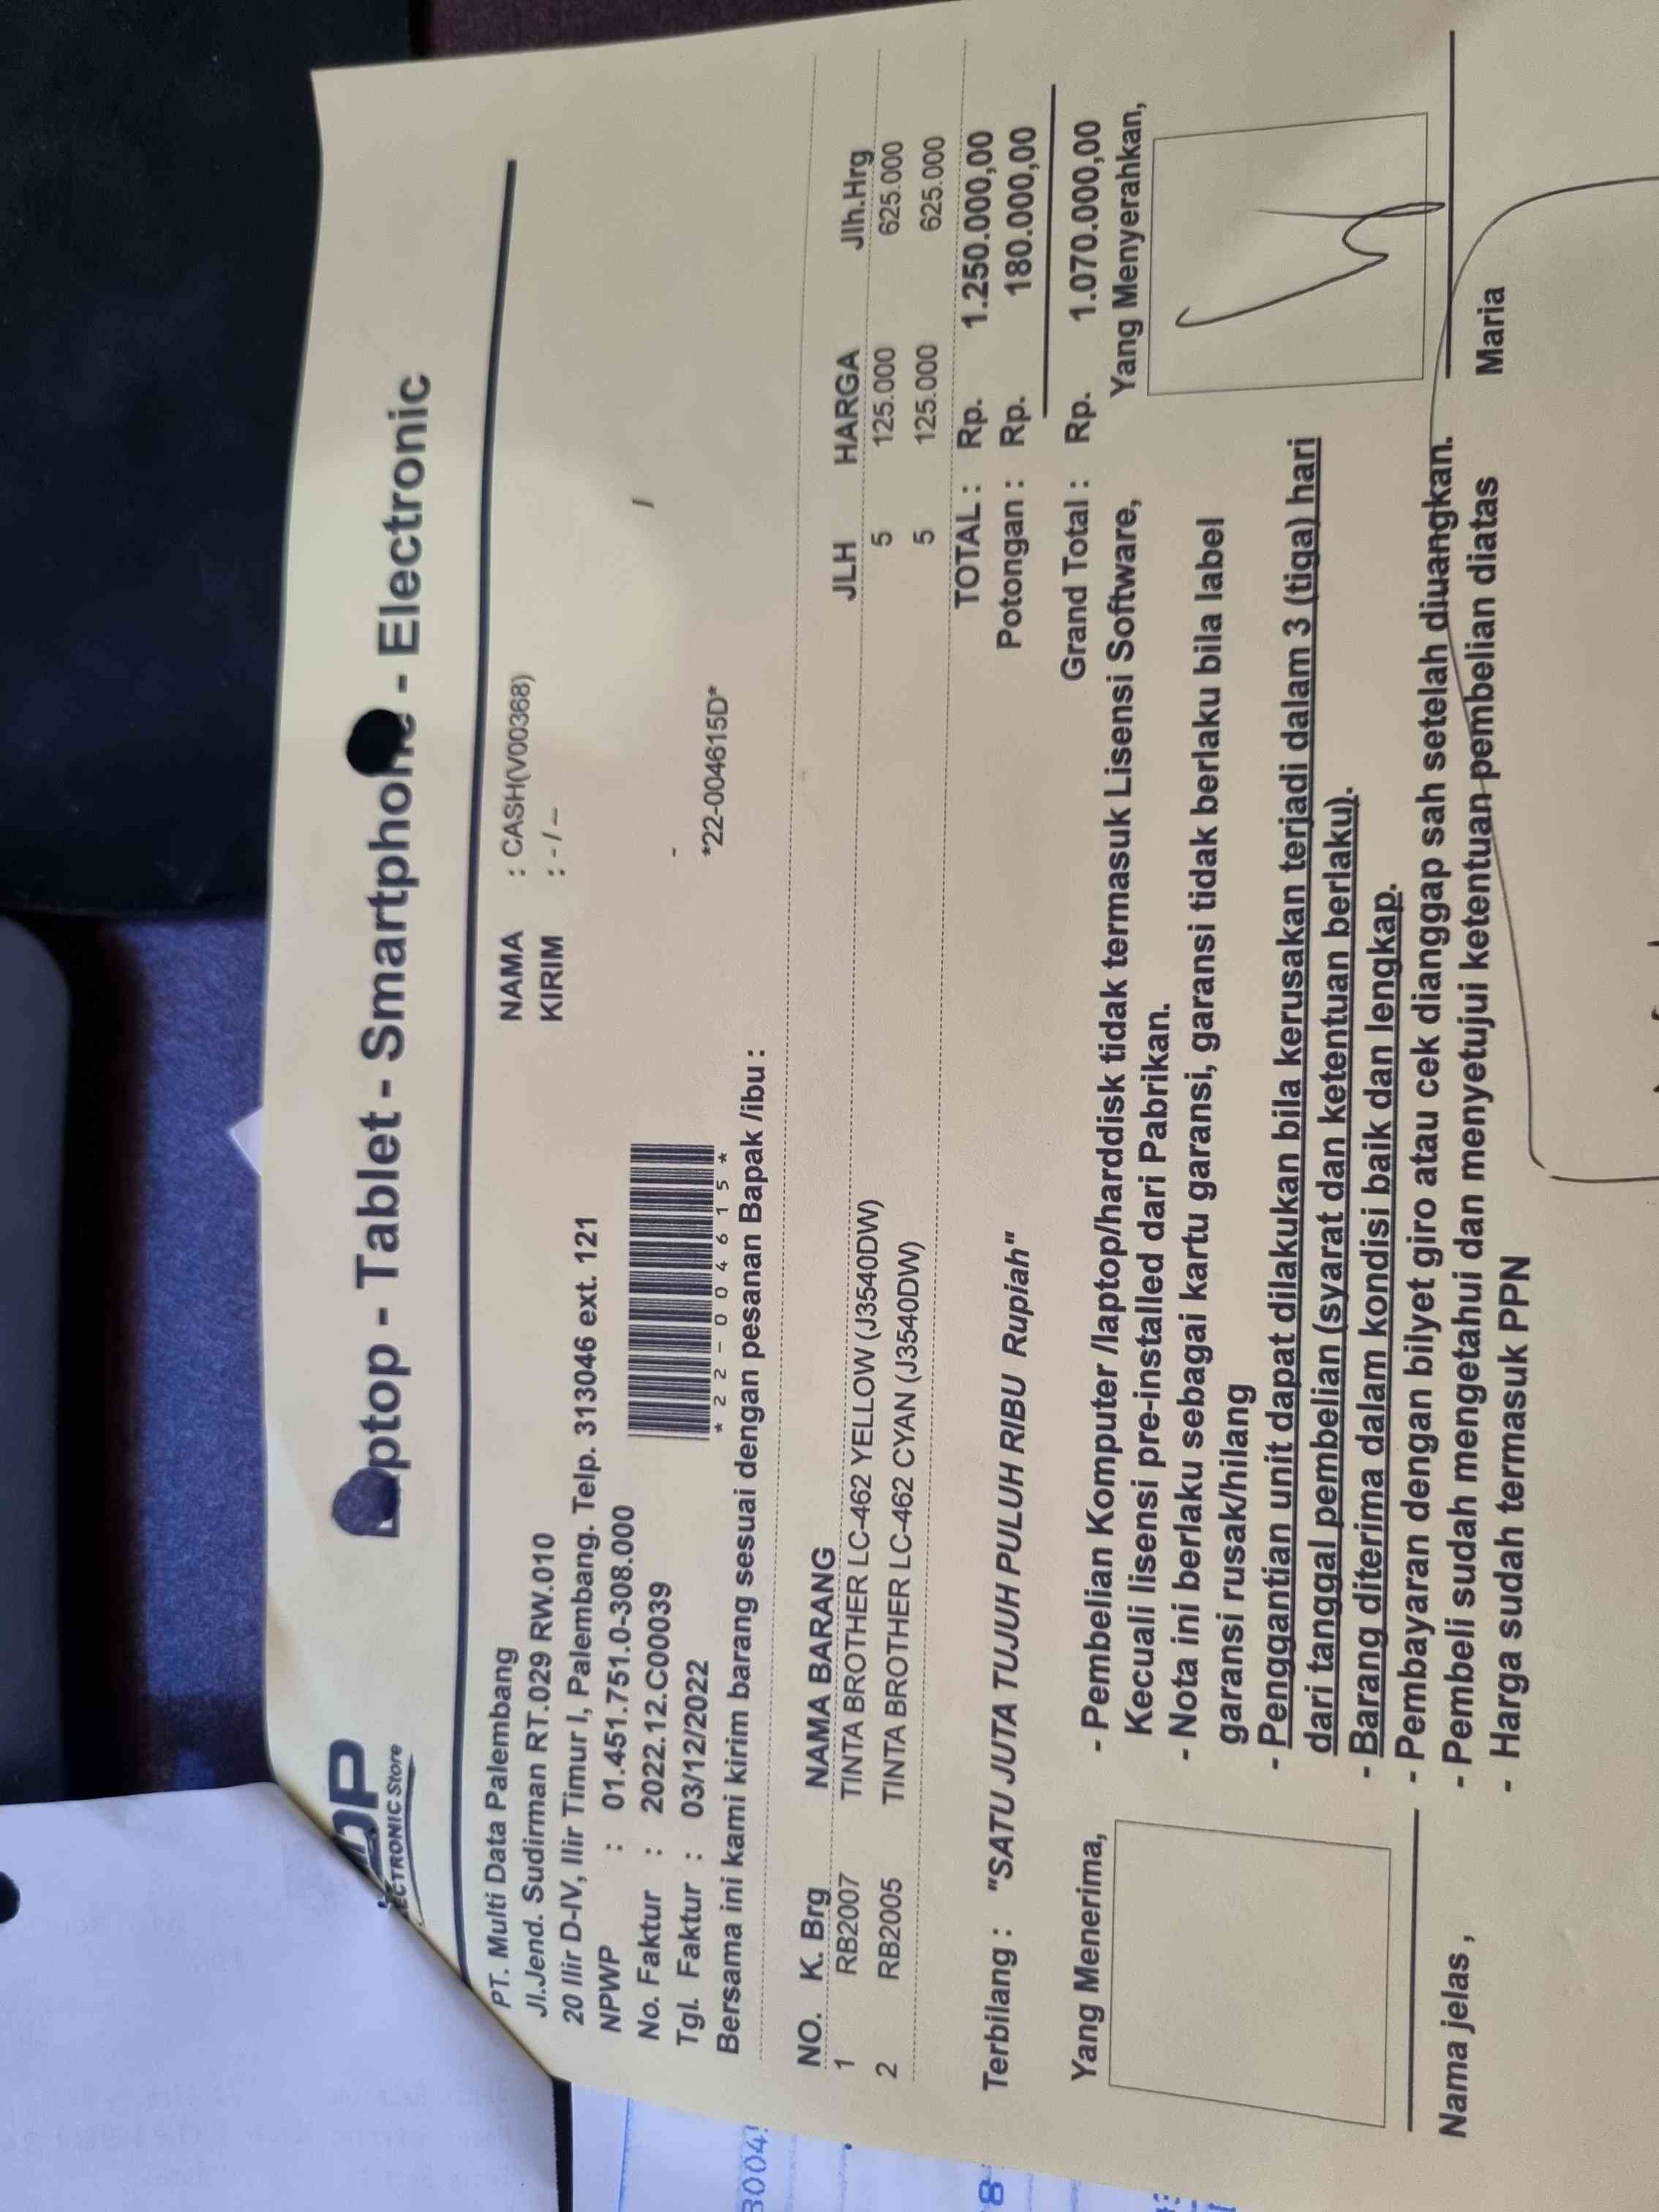 DP
ECTRONIC Store
ptop - Tablet - Smartphone - Electronic
PT. Multi Data Palembang
Jl.Jend. Sudirman RT.029 RW.010
20 Ilir D-IV, Ilir Timur I, Palembang. Telp. 313046 ext. 121
NPWP : 01.451.751.0-308.000
No. Faktur : 2022.12.C00039
Tgl. Faktur : 03/12/2022
NAMA : CASH(V00368)
KIRIM : - / –
/
-
*22-004615*
*22-004615D*
Bersama ini kami kirim barang sesuai dengan pesanan Bapak /ibu :
NO. K. Brg NAMA BARANG JLH HARGA Jlh.Hrg
1 RB2007 TINTA BROTHER LC-462 YELLOW (J3540DW) 5 125.000 625.000
2 RB2005 TINTA BROTHER LC-462 CYAN (J3540DW) 5 125.000 625.000
TOTAL : Rp. 1.250.000,00
Potongan : Rp. 180.000,00
Terbilang : "SATU JUTA TUJUH PULUH RIBU Rupiah"
Grand Total : Rp. 1.070.000,00
Yang Menerima,
- Pembelian Komputer /laptop/harddisk tidak termasuk Lisensi Software,
Kecuali lisensi pre-installed dari Pabrikan.
- Nota ini berlaku sebagai kartu garansi, garansi tidak berlaku bila label
garansi rusak/hilang
- Penggantian unit dapat dilakukan bila kerusakan terjadi dalam 3 (tiga) hari
dari tanggal pembelian (syarat dan ketentuan berlaku).
- Barang diterima dalam kondisi baik dan lengkap.
- Pembayaran dengan bilyet giro atau cek dianggap sah setelah diuangkan.
- Pembeli sudah mengetahui dan menyetujui ketentuan pembelian diatas
- Harga sudah termasuk PPN
Yang Menyerahkan,
Maria
Nama jelas ,